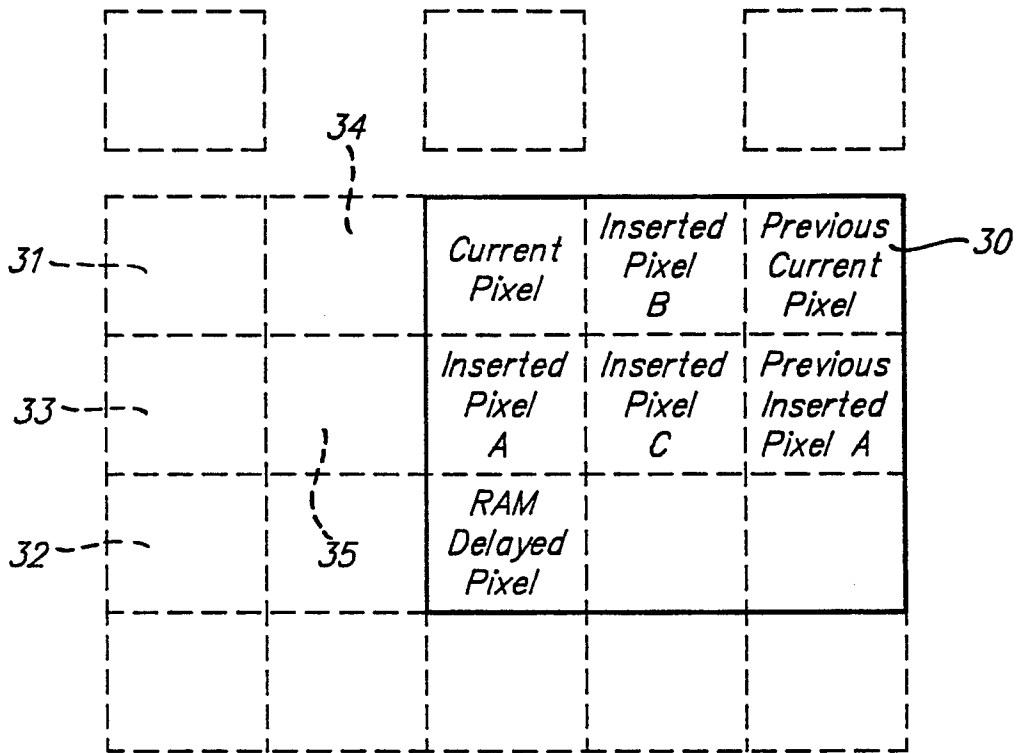 34
31
Current
Pixel
Inserted
Pixel
B
Previous
Current
Pixel
30
33
Inserted
Pixel
A
Inserted
Pixel
C
Previous
Inserted
Pixel A
32
35
RAM
Delayed
Pixel